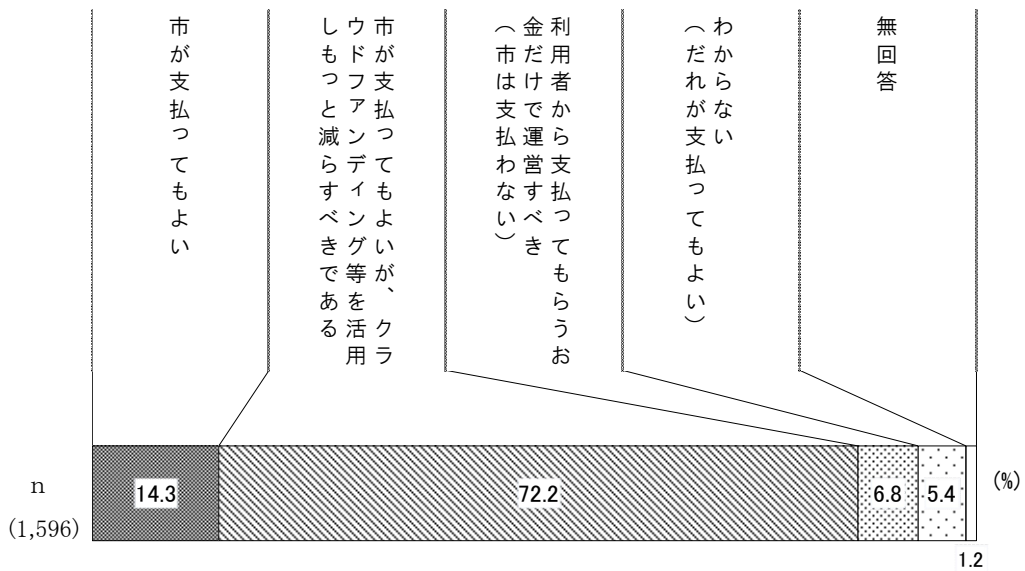 市が支払ってもよい
市が支払ってもよいが、クラ
ウドファンディング等を活用
しもっと減らすべきである
利用者から支払ってもらうお
金だけで運営すべき
（市は支払わない）
わからない
（だれが支払ってもよい）
無回答
n
(1,596)
14.3
72.2
6.8
5.4
1.2
(%)